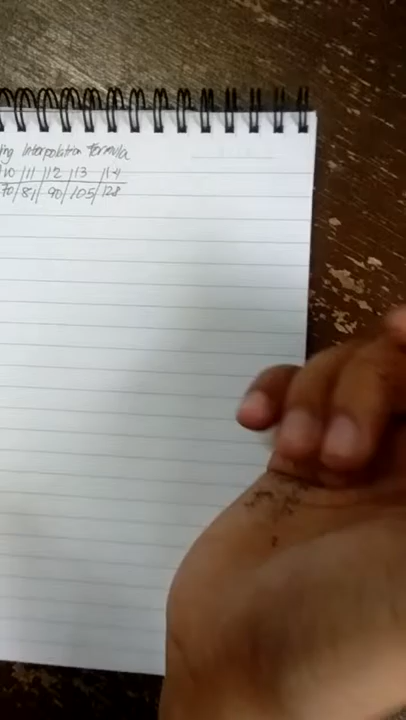 Interpolation formula
10 | 11 | 12 | 13 | 14
70 | 81 | 90 | 105 | 128